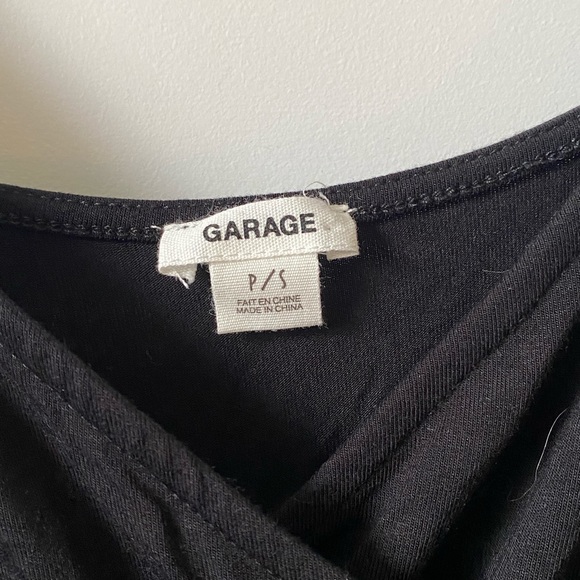 GARAGE
P/S
FAIT EN CHINE
MADE IN CHINA